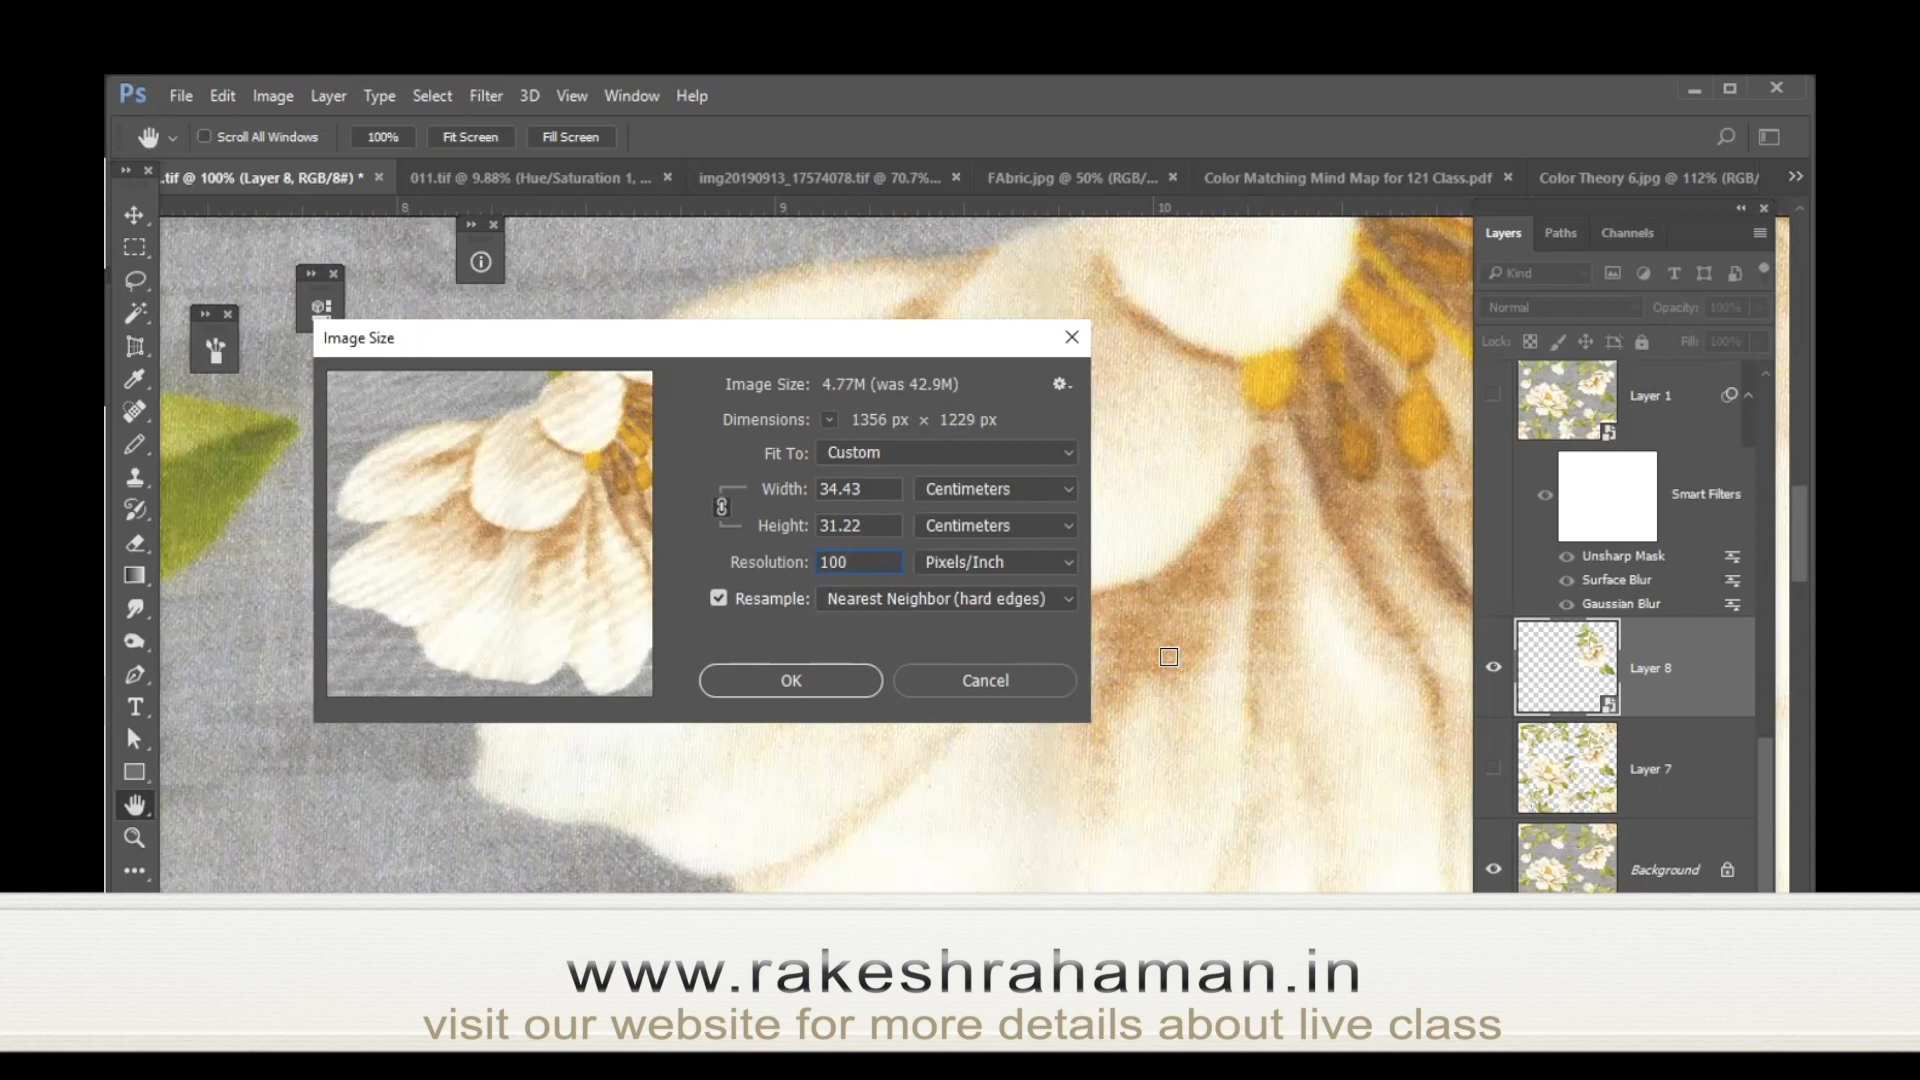 Ps File Edit Image Layer Type Select Filter 3D View Window Help
Scroll All Windows 100% Fit Screen Fill Screen
.tif @ 100% (Layer 8, RGB/8#) * 011.tif @ 9.88% (Hue/Saturation 1, ... img20190913_17574078.tif @ 70.7%... FAbric.jpg @ 50% (RGB/... Color Matching Mind Map for 121 Class.pdf Color Theory 6.jpg @ 112% (RGB/
8 9 10
Layers Paths Channels
Kind
Normal Opacity: 100%
Lock: Fill: 100%
Layer 1
Smart Filters
Unsharp Mask
Surface Blur
Gaussian Blur
Layer 8
Layer 7
Background
Image Size
Image Size: 4.77M (was 42.9M)
Dimensions: 1356 px × 1229 px
Fit To: Custom
Width: 34.43 Centimeters
Height: 31.22 Centimeters
Resolution: 100 Pixels/Inch
Resample: Nearest Neighbor (hard edges)
OK Cancel
www.rakeshrahaman.in
visit our website for more details about live class